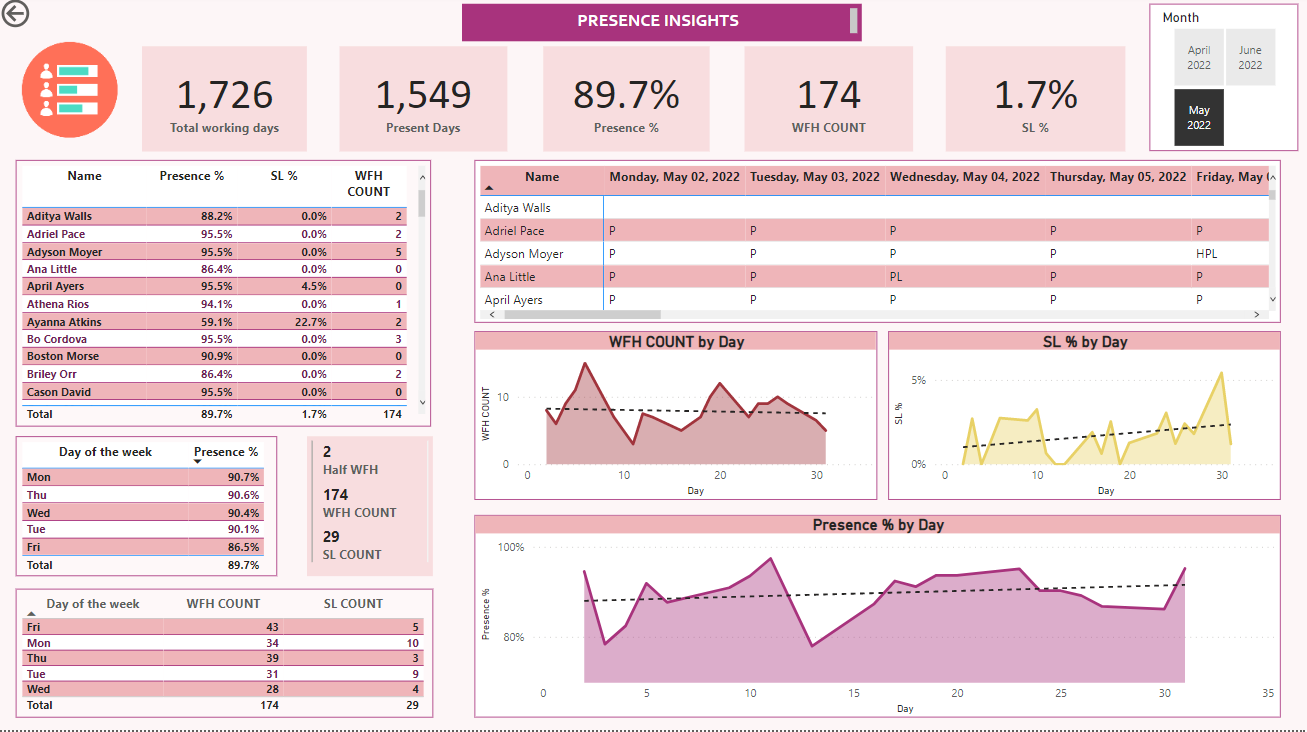 PRESENCE INSIGHTS
Month
April 2022
June 2022
May 2022
1,726
Total working days
1,549
Present Days
89.7%
Presence %
174
WFH COUNT
1.7%
SL %
Name Presence % SL % WFH COUNT
Aditya Walls 88.2% 0.0% 2
Adriel Pace 95.5% 0.0% 2
Adyson Moyer 95.5% 0.0% 5
Ana Little 86.4% 0.0% 0
April Ayers 95.5% 4.5% 0
Athena Rios 94.1% 0.0% 1
Ayanna Atkins 59.1% 22.7% 2
Bo Cordova 95.5% 0.0% 3
Boston Morse 90.9% 0.0% 0
Briley Orr 86.4% 0.0% 2
Cason David 95.5% 0.0% 0
Total 89.7% 1.7% 174
Name Monday, May 02, 2022 Tuesday, May 03, 2022 Wednesday, May 04, 2022 Thursday, May 05, 2022 Friday, May
Aditya Walls
Adriel Pace P P P P P
Adyson Moyer P P P P HPL
Ana Little P P PL P P
April Ayers P P P P P
Day of the week Presence %
Mon 90.7%
Thu 90.6%
Wed 90.4%
Tue 90.1%
Fri 86.5%
Total 89.7%
2
Half WFH
174
WFH COUNT
29
SL COUNT
Day of the week WFH COUNT SL COUNT
Fri 43 5
Mon 34 10
Thu 39 3
Tue 31 9
Wed 28 4
Total 174 29
WFH COUNT by Day
WFH COUNT
10
0
0 10 20 30
Day
SL % by Day
SL %
5%
0%
0 10 20 30
Day
Presence % by Day
Presence %
100%
80%
0 5 10 15 20 25 30 35
Day